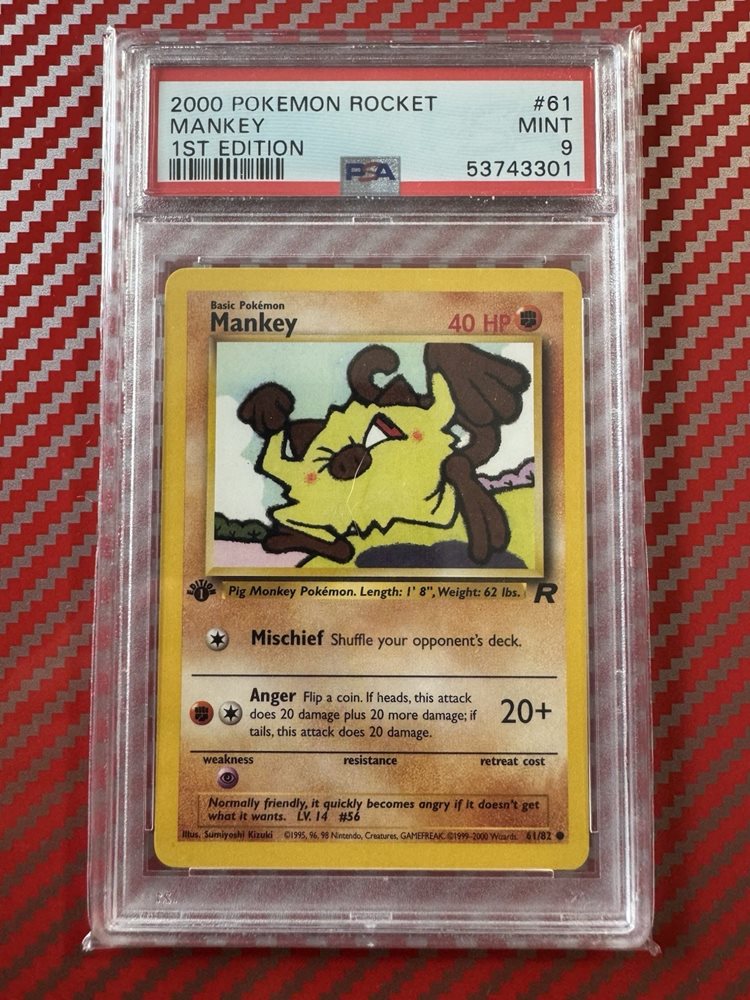 2000 POKEMON ROCKET #61
MANKEY MINT
1ST EDITION 9
PSA 53743301
Basic Pokémon
Mankey 40 HP
EDITION 1
Pig Monkey Pokémon. Length: 1' 8", Weight: 62 lbs. R
Mischief Shuffle your opponent's deck.
Anger Flip a coin. If heads, this attack
does 20 damage plus 20 more damage; if
tails, this attack does 20 damage.
20+
weakness resistance retreat cost
Normally friendly, it quickly becomes angry if it doesn't get
what it wants. LV. 14 #56
Illus. Sumiyoshi Kizuki ©1995, 96, 98 Nintendo, Creatures, GAMEFREAK. ©1999-2000 Wizards. 61/82